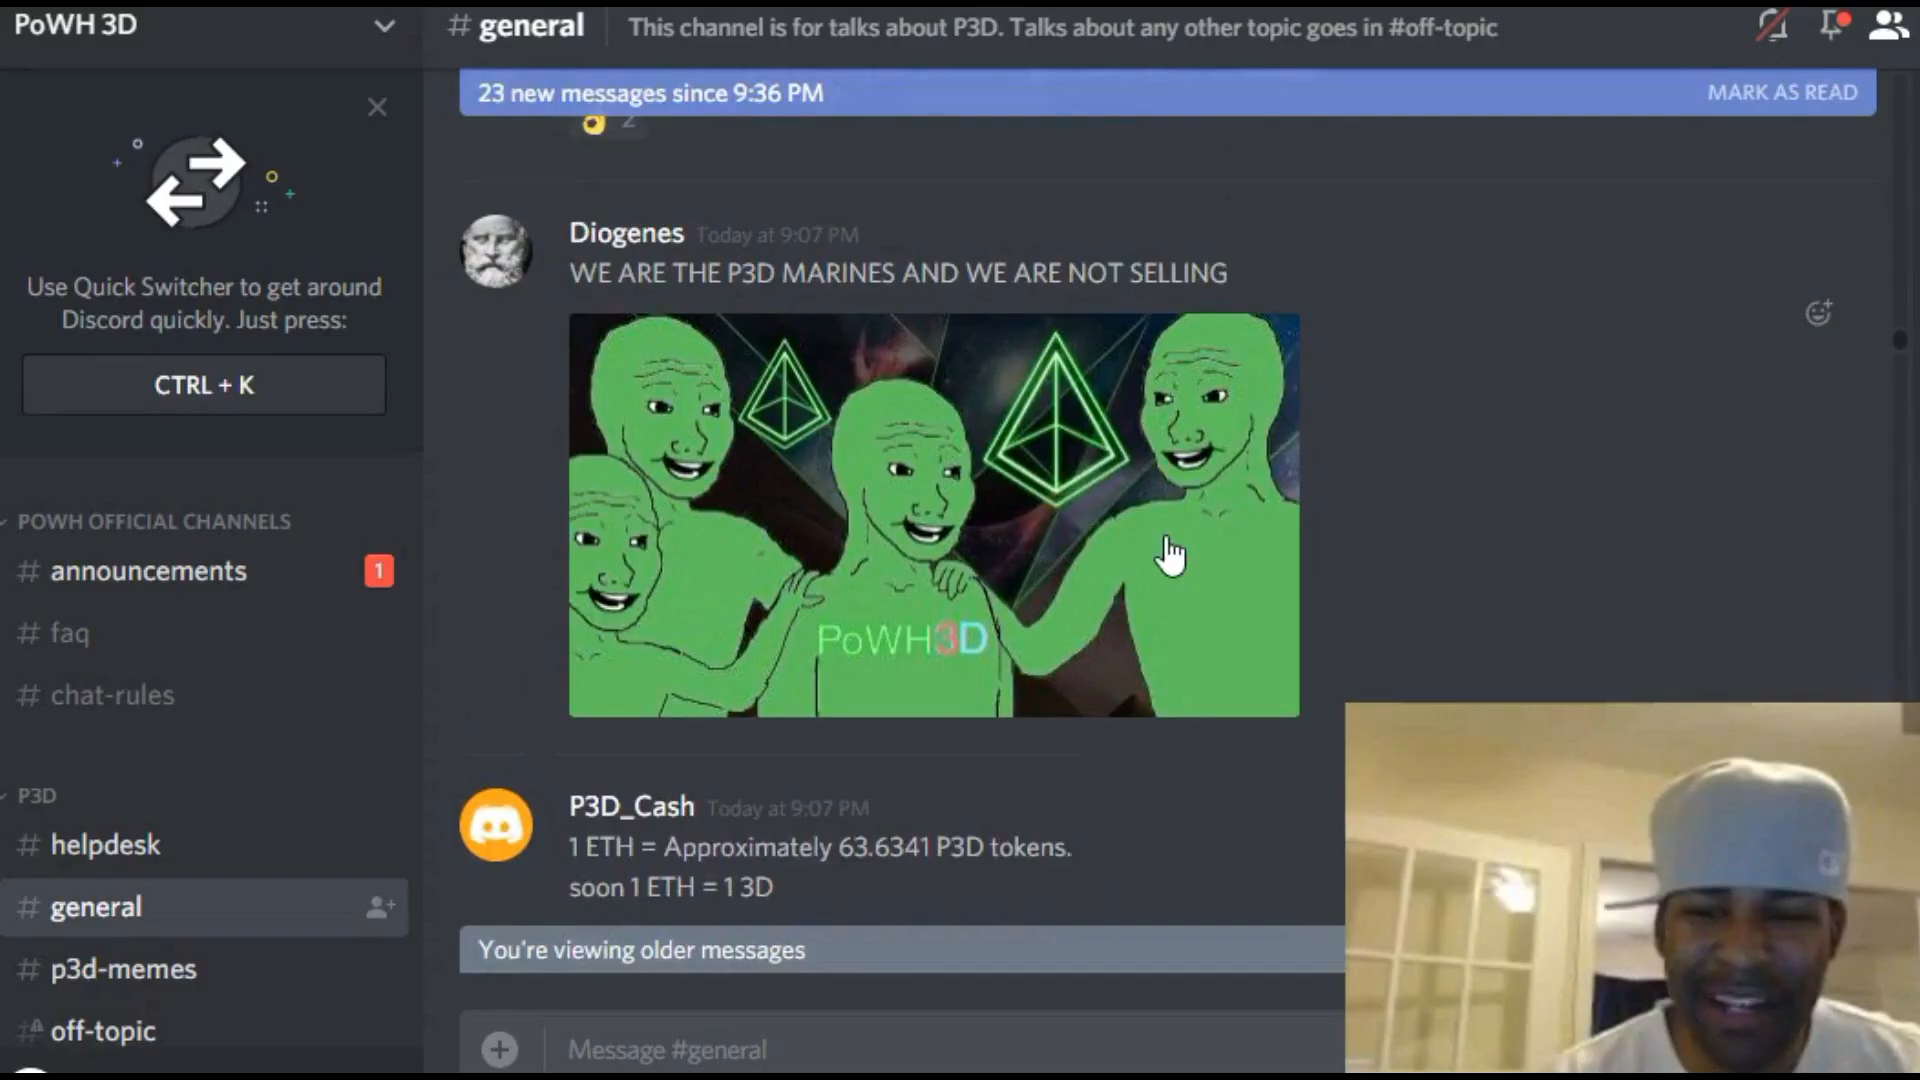 PoWH 3D
# general
This channel is for talks about P3D. Talks about any other topic goes in #off-topic
23 new messages since 9:36 PM
MARK AS READ
2
Use Quick Switcher to get around
Discord quickly. Just press:
CTRL + K
POWH OFFICIAL CHANNELS
# announcements
1
# faq
# chat-rules
P3D
# helpdesk
# general
# p3d-memes
# off-topic
Diogenes Today at 9:07 PM
WE ARE THE P3D MARINES AND WE ARE NOT SELLING
PoWH3D
P3D_Cash Today at 9:07 PM
1 ETH = Approximately 63.6341 P3D tokens.
soon 1 ETH = 1 3D
You're viewing older messages
Message #general